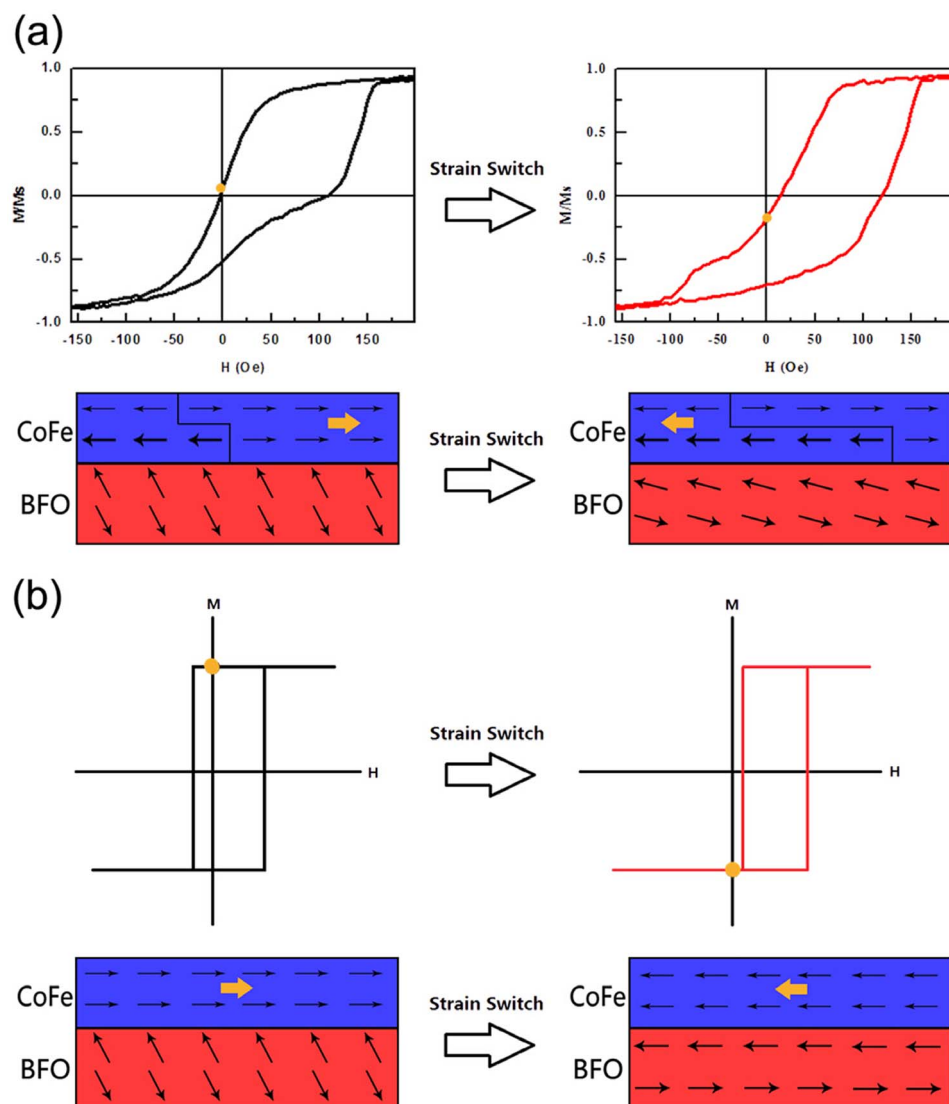 (a)
1.0
0.5
0.0
-0.5
-1.0
M/Ms
-150 -100 -50 0 50 100 150
H (Oe)
Strain Switch
1.0
0.5
0.0
-0.5
-1.0
M/Ms
-150 -100 -50 0 50 100 150
H (Oe)
CoFe
BFO
Strain Switch
CoFe
BFO
(b)
M
H
Strain Switch
M
H
CoFe
BFO
Strain Switch
CoFe
BFO